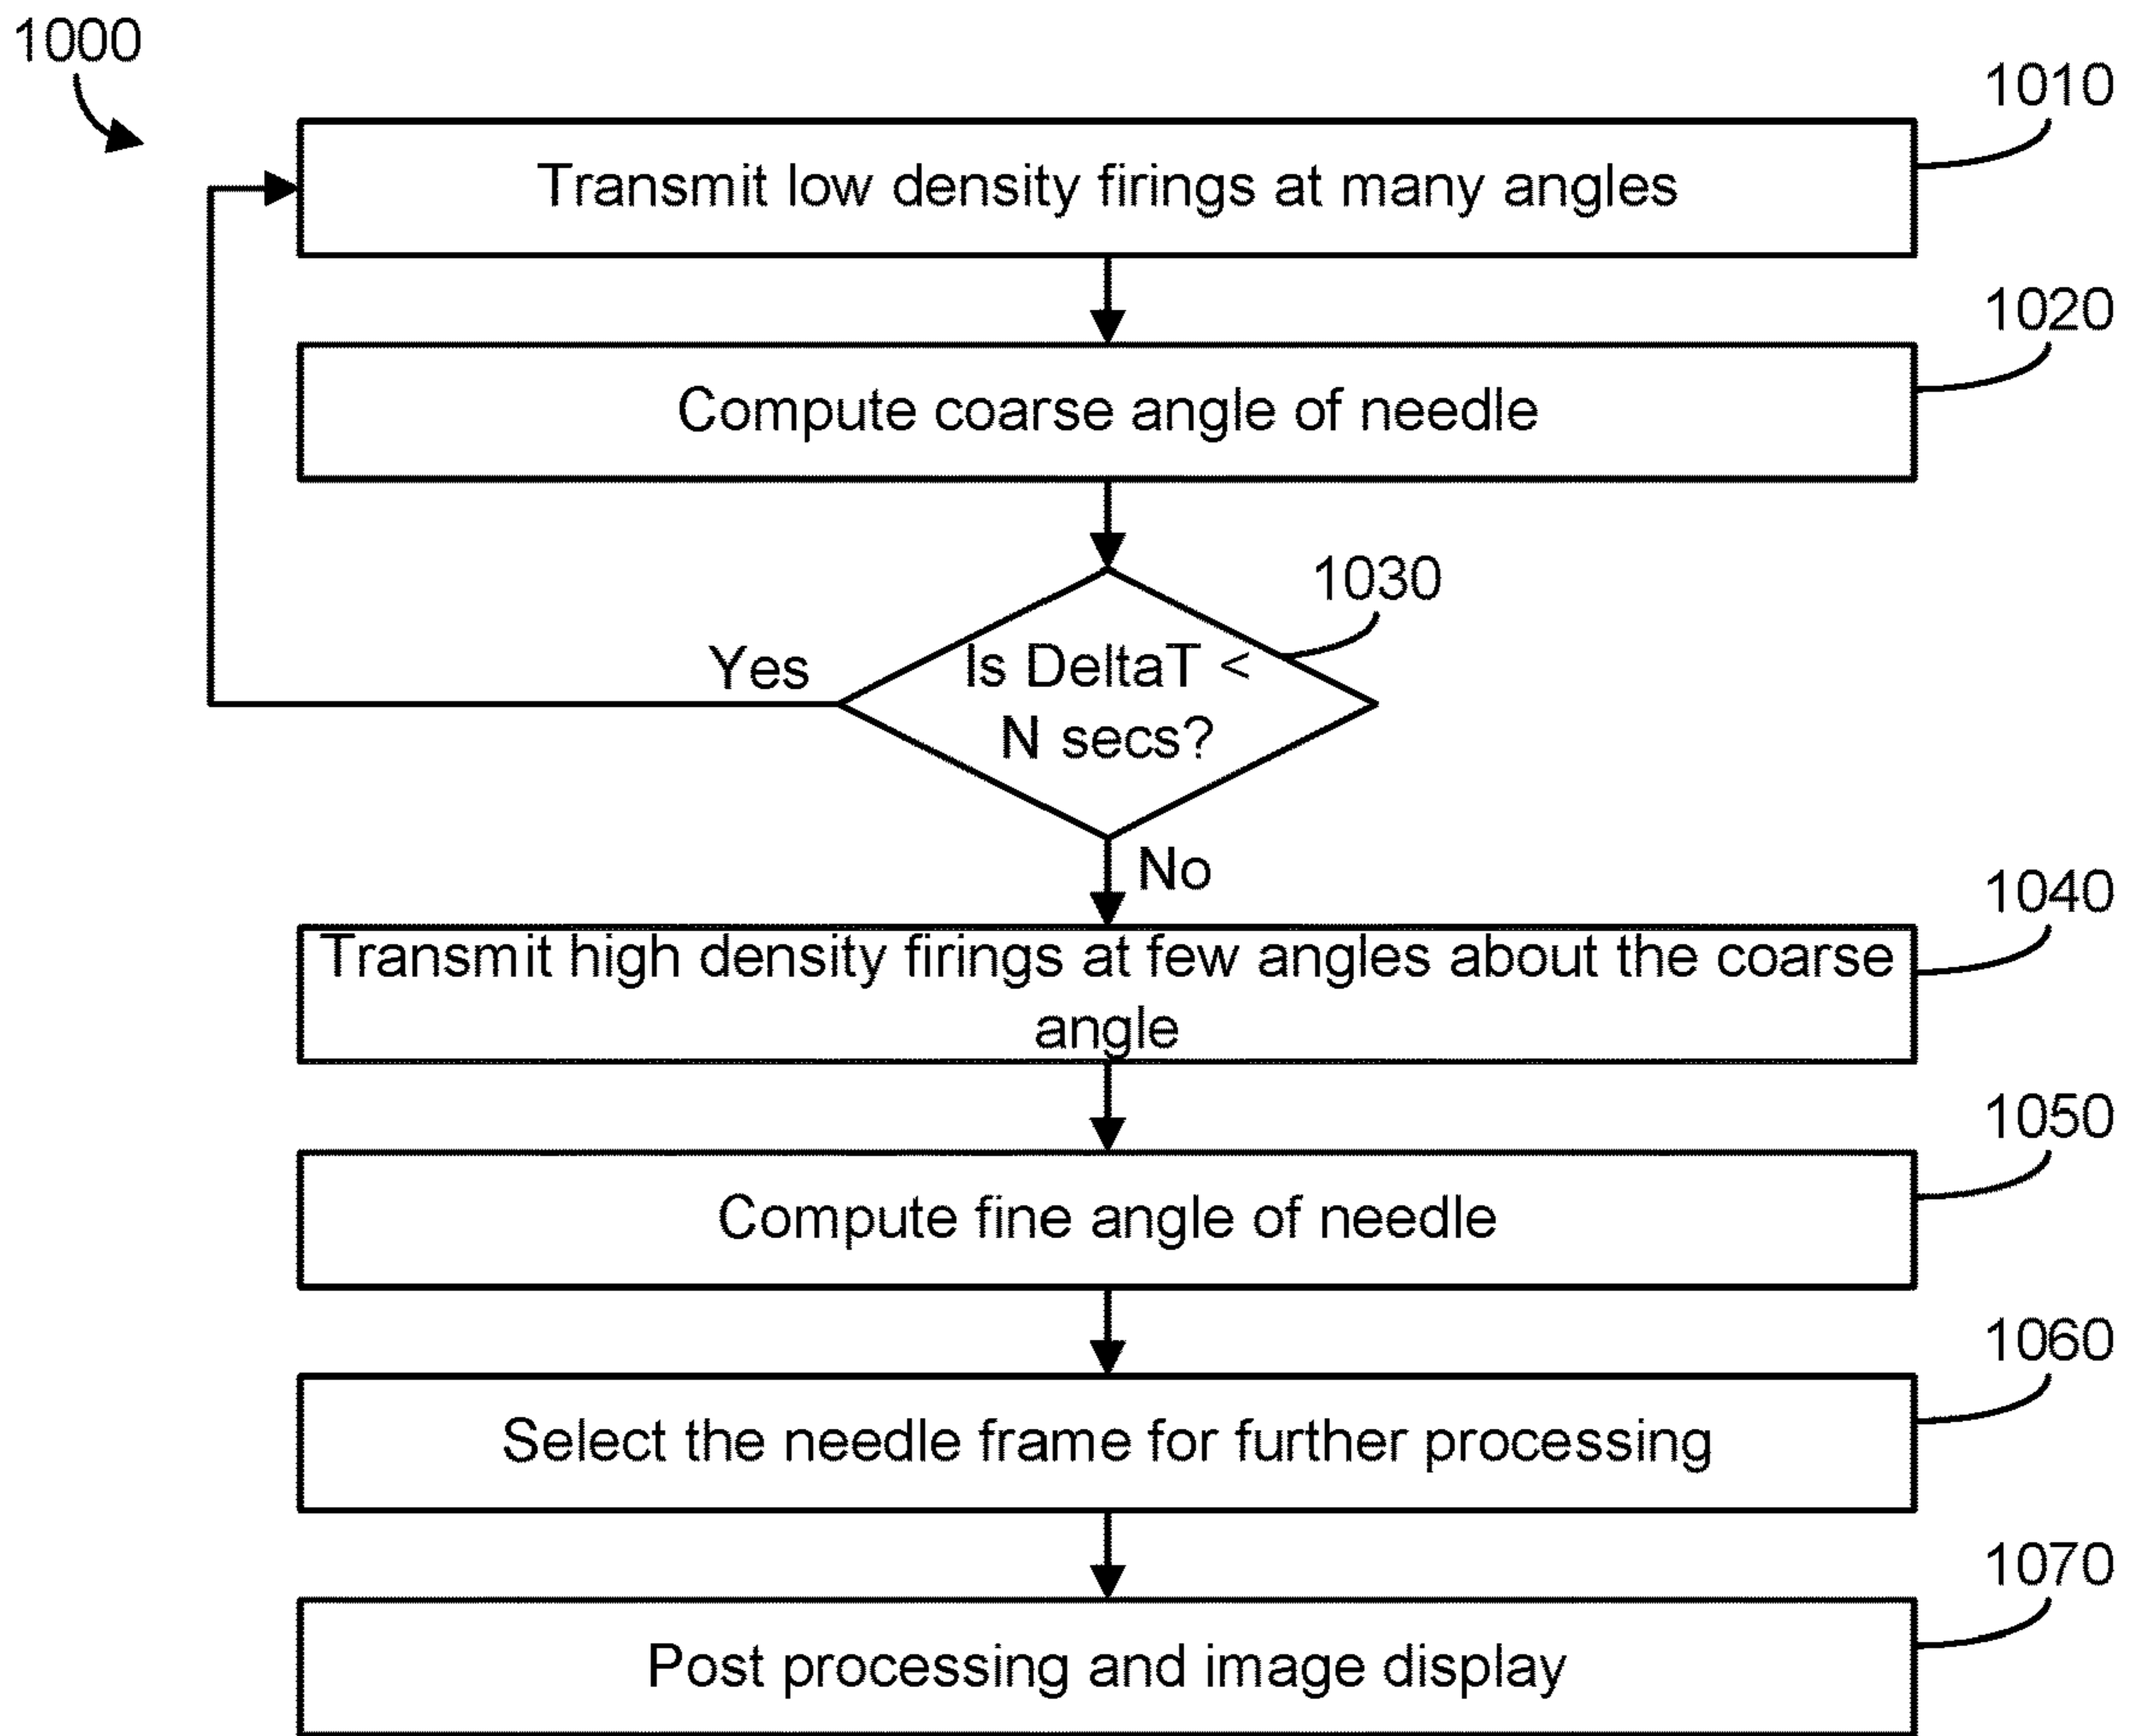 1000
1010
Transmit low density firings at many angles
1020
Compute coarse angle of needle
1030
Yes
Is DeltaT <
N secs?
No
1040
Transmit high density firings at few angles about the coarse
angle
1050
Compute fine angle of needle
1060
Select the needle frame for further processing
1070
Post processing and image display